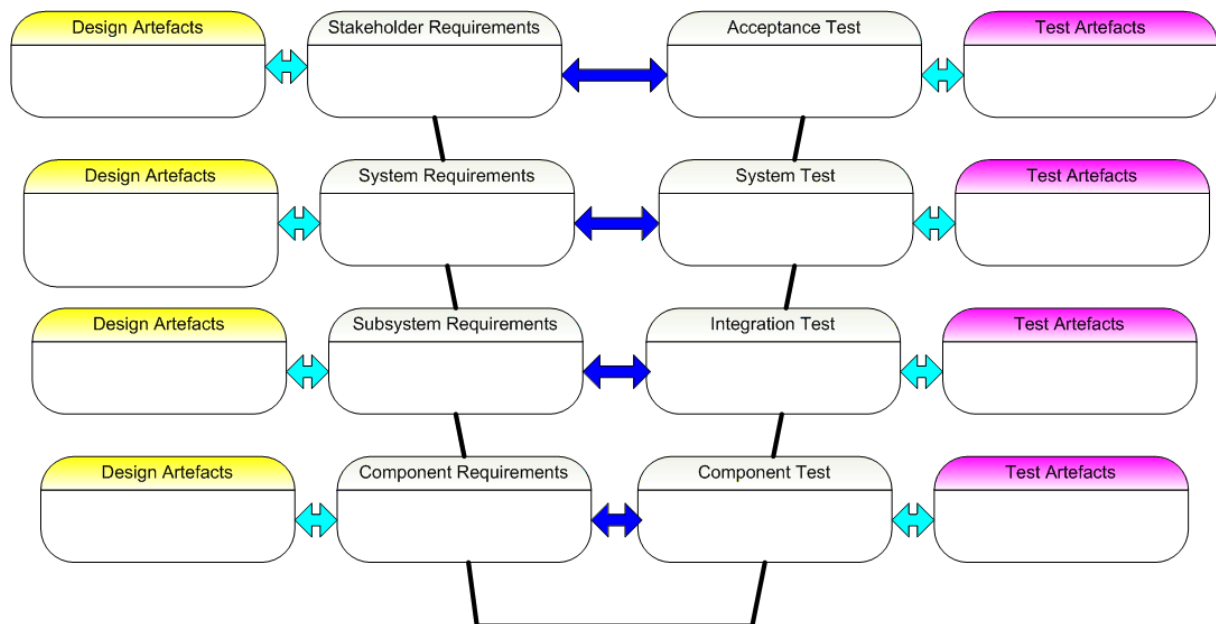 Design Artefacts
Stakeholder Requirements
Acceptance Test
Test Artefacts
Design Artefacts
System Requirements
System Test
Test Artefacts
Design Artefacts
Subsystem Requirements
Integration Test
Test Artefacts
Design Artefacts
Component Requirements
Component Test
Test Artefacts